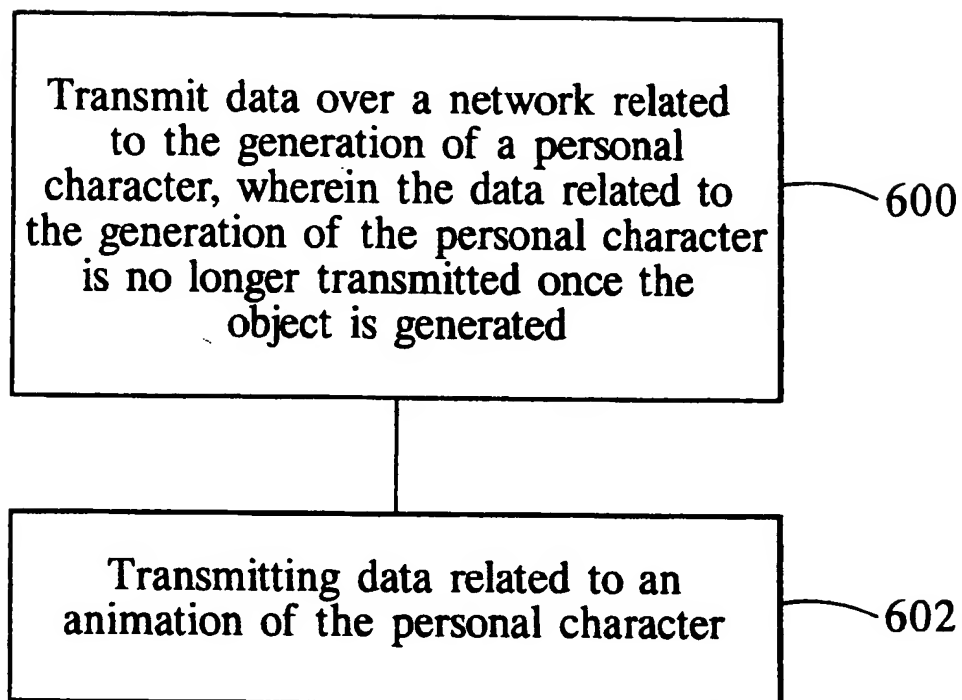 Transmit data over a network related
to the generation of a personal
character, wherein the data related to
the generation of the personal character
is no longer transmitted once the
object is generated
600
Transmitting data related to an
animation of the personal character
602